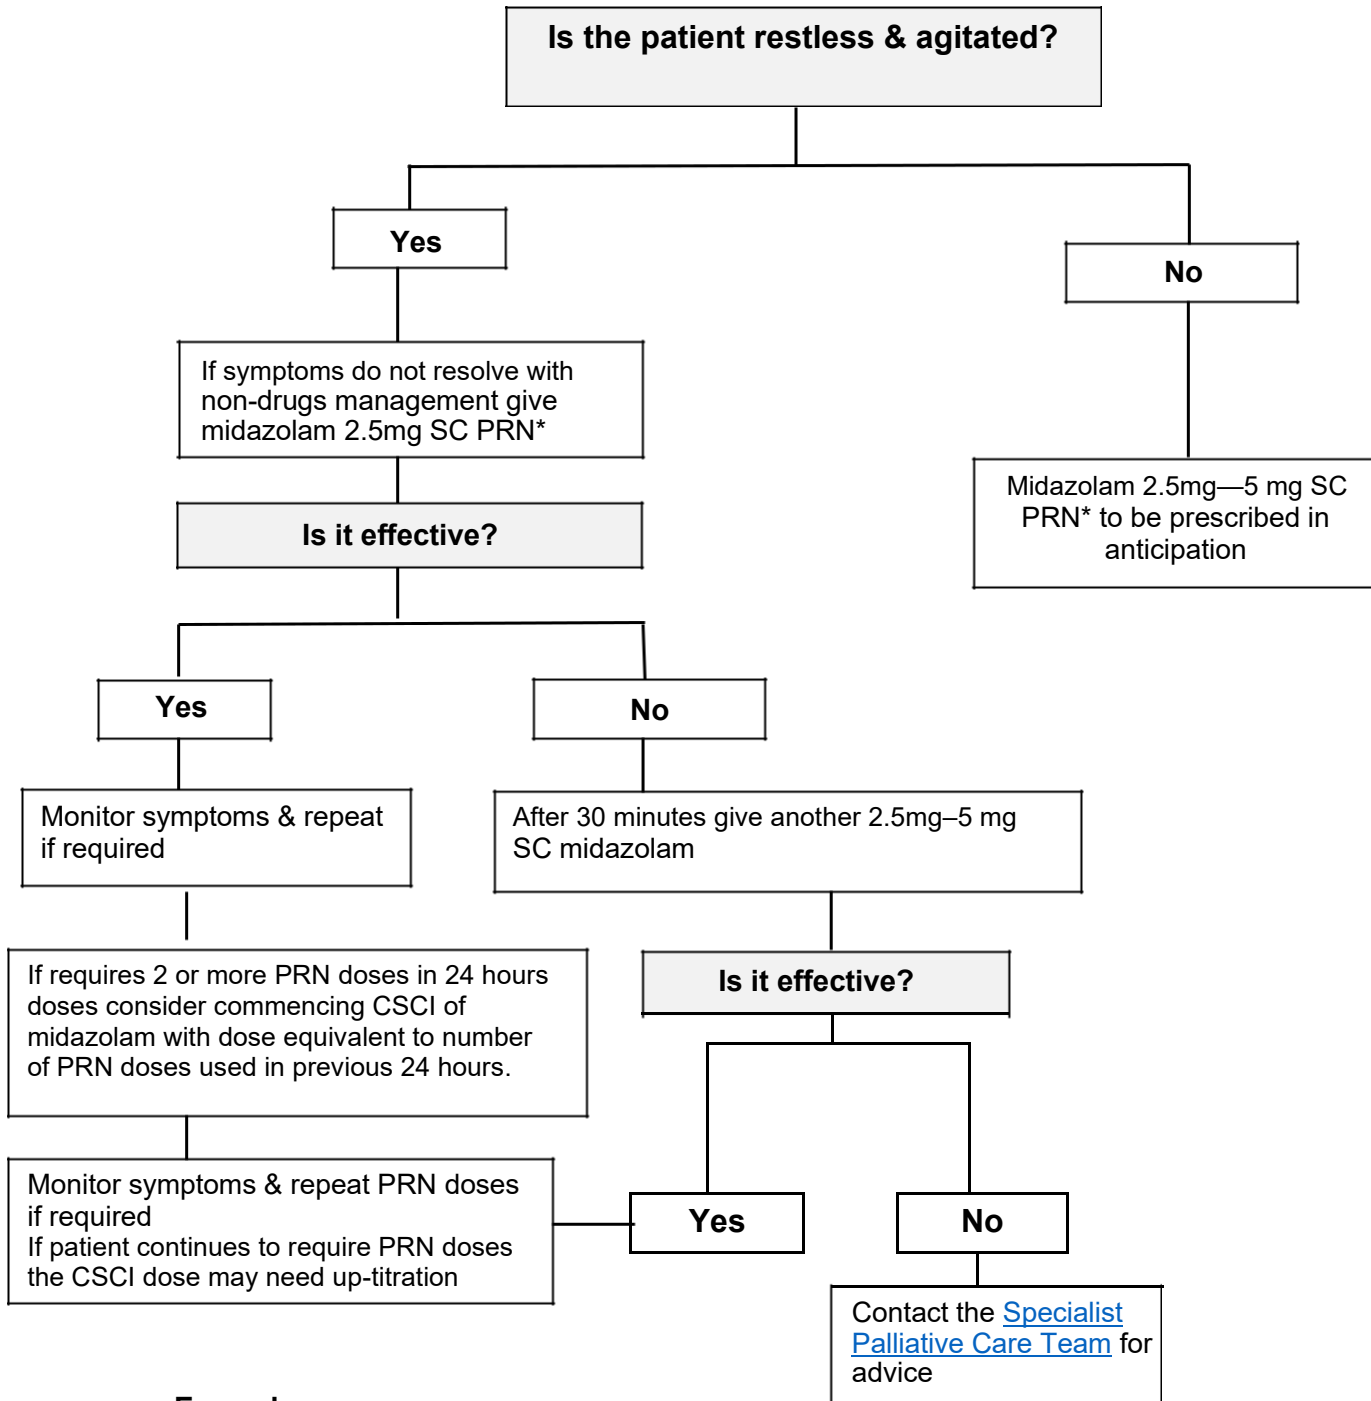 Is the patient restless & agitated?
Yes
No
If symptoms do not resolve with
non-drugs management give
midazolam 2.5mg SC PRN*
Midazolam 2.5mg—5 mg SC
PRN* to be prescribed in
anticipation
Is it effective?
Yes
No
Monitor symptoms & repeat
if required
After 30 minutes give another 2.5mg–5 mg
SC midazolam
If requires 2 or more PRN doses in 24 hours
doses consider commencing CSCI of
midazolam with dose equivalent to number
of PRN doses used in previous 24 hours.
Is it effective?
Monitor symptoms & repeat PRN doses
if required
If patient continues to require PRN doses
the CSCI dose may need up-titration
Yes
No
Contact the Specialist
Palliative Care Team for
advice